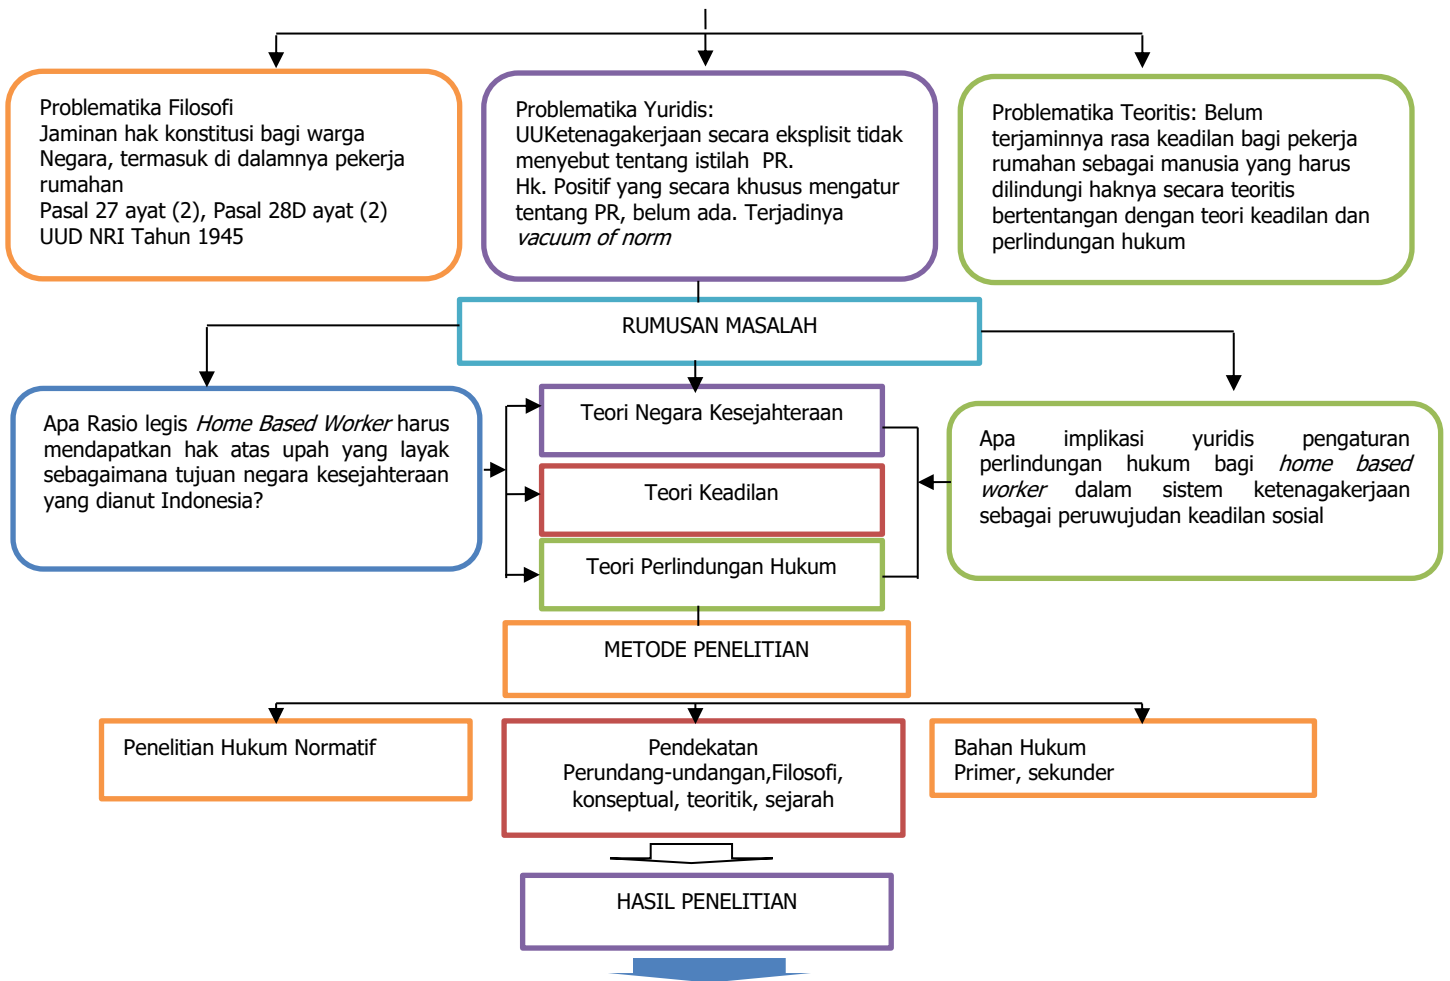 Problematika Filosofi
Jaminan hak konstitusi bagi warga
Negara, termasuk di dalamnya pekerja
rumahan
Pasal 27 ayat (2), Pasal 28D ayat (2)
UUD NRI Tahun 1945
Problematika Yuridis:
UUKetenagakerjaan secara eksplisit tidak
menyebut tentang istilah PR.
Hk. Positif yang secara khusus mengatur
tentang PR, belum ada. Terjadinya
vacuum of norm
Problematika Teoritis: Belum
terjaminnya rasa keadilan bagi pekerja
rumahan sebagai manusia yang harus
dilindungi haknya secara teoritis
bertentangan dengan teori keadilan dan
perlindungan hukum
RUMUSAN MASALAH
Apa Rasio legis Home Based Worker harus
mendapatkan hak atas upah yang layak
sebagaimana tujuan negara kesejahteraan
yang dianut Indonesia?
Teori Negara Kesejahteraan
Teori Keadilan
Teori Perlindungan Hukum
Apa implikasi yuridis pengaturan
perlindungan hukum bagi home based
worker dalam sistem ketenagakerjaan
sebagai peruwujudan keadilan sosial
METODE PENELITIAN
Penelitian Hukum Normatif
Pendekatan
Perundang-undangan,Filosofi,
konseptual, teoritik, sejarah
Bahan Hukum
Primer, sekunder
HASIL PENELITIAN